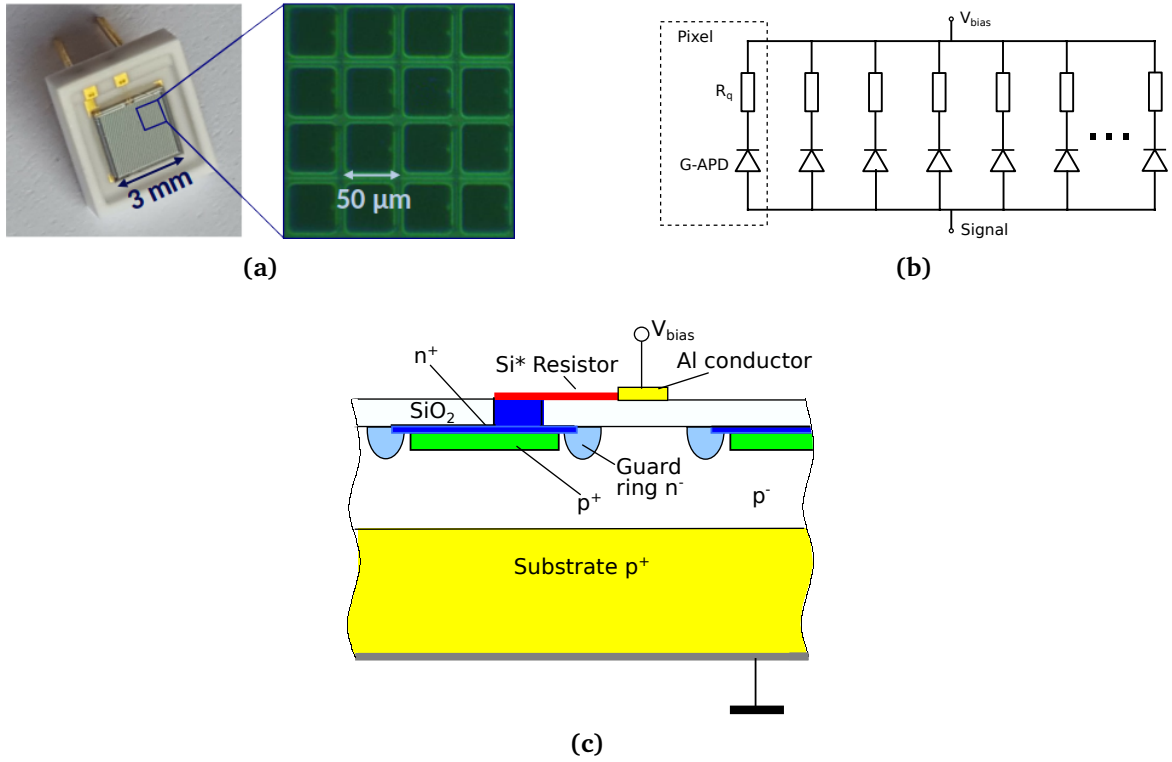 3 mm
50 μm
(a)
V_bias
Pixel
R_q
G-APD
Signal
(b)
V_bias
n⁺
Si* Resistor
Al conductor
SiO₂
Guard
ring n⁻
p⁺
p⁻
Substrate p⁺
(c)